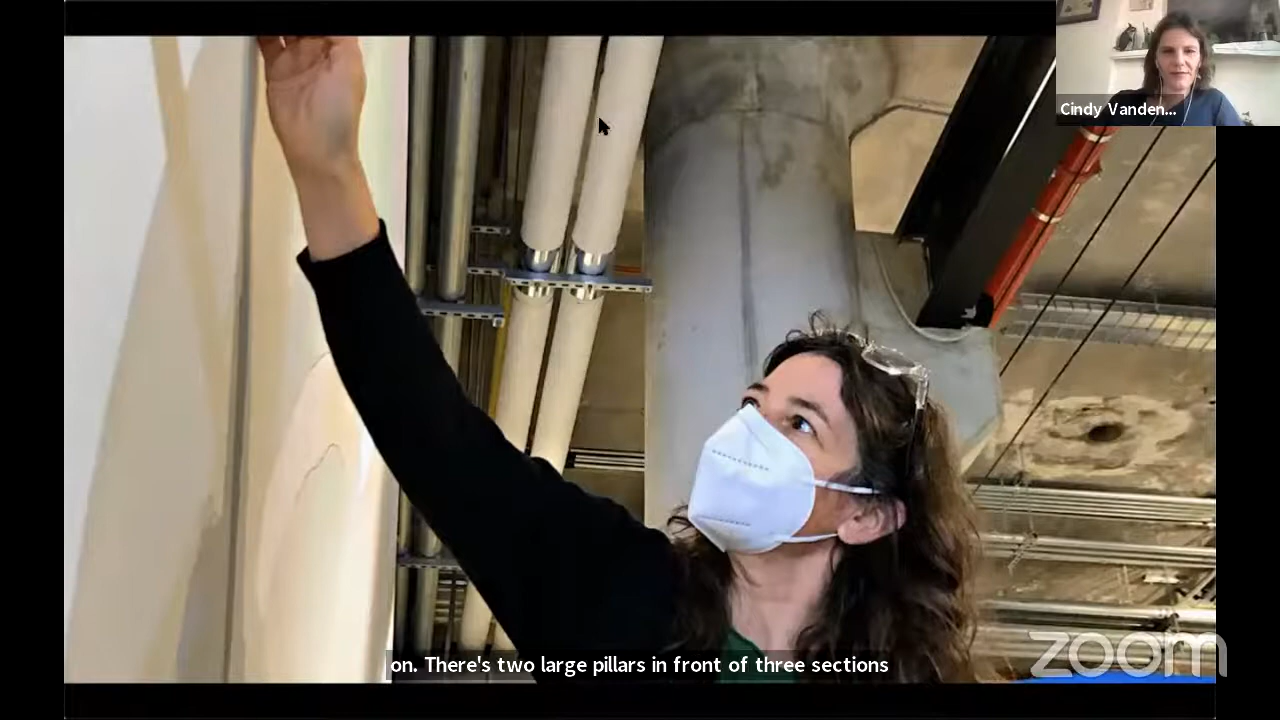 Cindy Vanden...
on. There's two large pillars in front of three sections
zoom